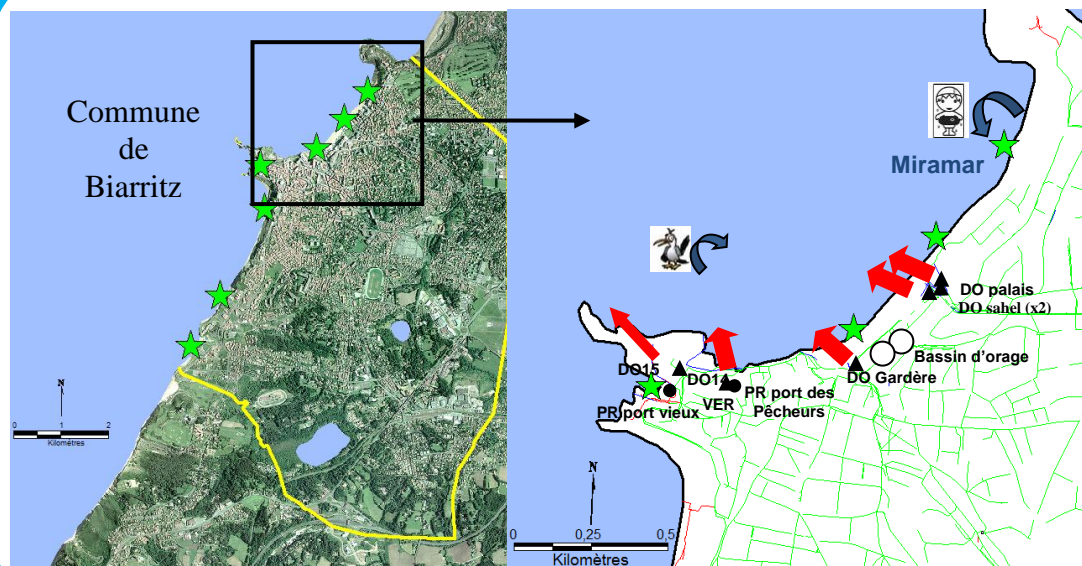 Commune
de
Biarritz
N
0 1 2
Kilomètres
Miramar
DO palais
DO sahel (x2)
Bassin d'orage
DO Gardère
DO15
DO14
PR port des
Pêcheurs
VER
PR port vieux
N
0 0,25 0,5
Kilomètres